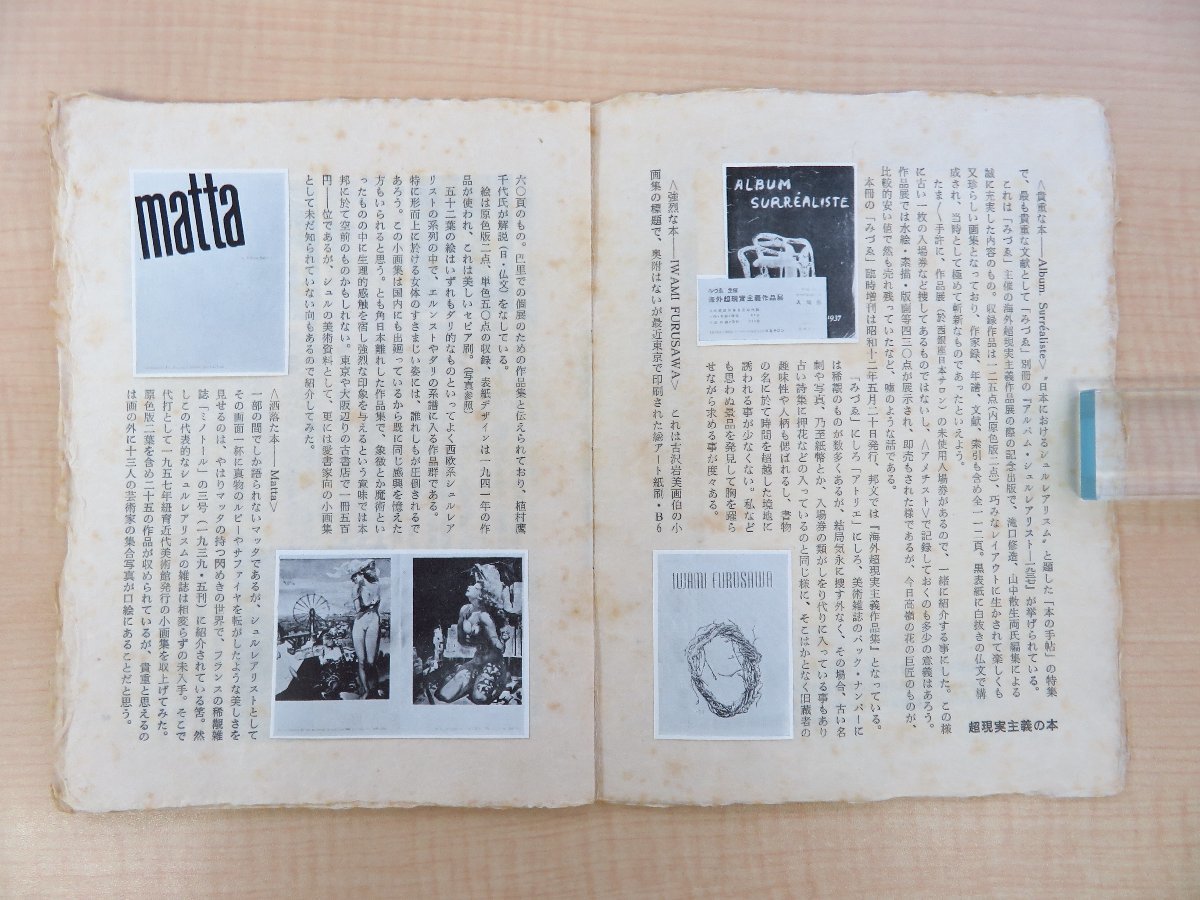 超現実主義の本
〈貴重な本――Album Surréaliste〉 〝日本におけるシュルレアリスム〟と題した「本の手帖」の特集
で、最も貴重な文献として「みづゑ」別冊の『アルバム・シュルレアリスト―一九三七』が挙げられている。
これは「みづゑ」主催の海外超現実主義作品展の際の記念出版で、滝口修造、山中散生両氏編集による
誠に充実した内容のもの。収録作品は一二五点(内原色版二点)、巧みなレイアウトに生かされて楽しくも
又珍らしい画集となっており、作家録、年譜、文献、索引も含め全一一二頁。黒表紙に白抜きの仏文で構
成され、当時として極めて斬新なものであったといえよう。
たま〱手許に、作品展(於西銀座日本サロン)の未使用入場券があるので、一緒に紹介する事にした。この様
に古い一枚の入場券など捜してあるものではないし、〈アメチスト〉で記録しておくのも多少の意義はあろう。
作品展では水絵・素描・版画等四三〇点が展示され、即売もされた様であるが、今日高嶺の花の巨匠のものが、
比較的安い値で然も売れ残っていたなど、嘘のような話である。
本冊の「みづゑ」臨時増刊は昭和十二年五月二十日発行、邦文では『海外超現実主義作品集』となっている。
「みづゑ」にしろ「アトリエ」にしろ、美術雑誌のバック・ナンバーに
は稀覯のものが数多くあるが、結局気永に捜す外なく、その場合、古い名
刺や写真、乃至紙幣とか、入場券の類がしをり代りに入っている事もあり
古い詩集に押花などの入っているのと同じ様に、そこはかとなく旧蔵者の
趣味性や人柄も偲ばれるし、書物
の名に於て時間を超越した境地に
誘われる事が少なくない。私など
も思わぬ景品を発見して胸を躍ら
せながら求める事が度々ある。
〈強烈な本――IWAMI FURUSAWA〉 これは古沢岩美画伯の小
画集の標題で、奥附はないが最近東京で印刷された総アート紙刷・B6
ALBUM
SURRÉALISTE
みづゑ 主催
海外超現実主義作品展
入場券
1937
IWAMI FURUSAWA
六〇頁のもの。巴里での個展のための作品集と伝えられており、植村鷹
千代氏が解説(日・仏文)をなしている。
絵は原色版二点、単色五〇点の収録、表紙デザインは一九四一年の作
品が使われ、これは美しいセピア刷。(写真参照)
五十二葉の絵はいずれもダリ的なものといってよく西欧系シュルレア
リストの系列の中で、エルンストやダリの系譜に入る作品群である。
特に形而上に於ける女体のすさまじい姿には、誰れしもが圧倒されるで
あろう。この小画集は国内にも出廻っているから既に同じ感興を憶えた
方もいられると思う。とも角日本離れした作品集で、象徴とか魔術とい
ったものの中に生理的感触を宿し強烈な印象を与えるという意味では本
邦に於て空前のものかもしれない。東京や大阪辺りの古書店で一冊五百
円――位であるが、シュルの美術資料として、更には愛書家向の小画集
として未だ知られていない向もあるので紹介してみた。
〈洒落た本――Matta〉
一部の間でしか語られないマッタであるが、シュルレアリストとして
その画面一杯に真物のルビーやサファイヤを転がしたような美しさを
見せるのは、やはりマッタの持つ閃めきの世界で、フランスの稀覯雑
誌「ミノトール」の三号(一九三九・五刊)に紹介されている筈。然
しこの代表的なシュルレアリスムの雑誌は相変らずの未入手。そこで
代打として一九五七年紐育近代美術館発行の小画集を取上げてみた。
原色版二葉を含め二十五の作品が収められているが、貴重と思えるの
は画の外に十三人の芸術家の集合写真が口絵にあることだと思う。
matta